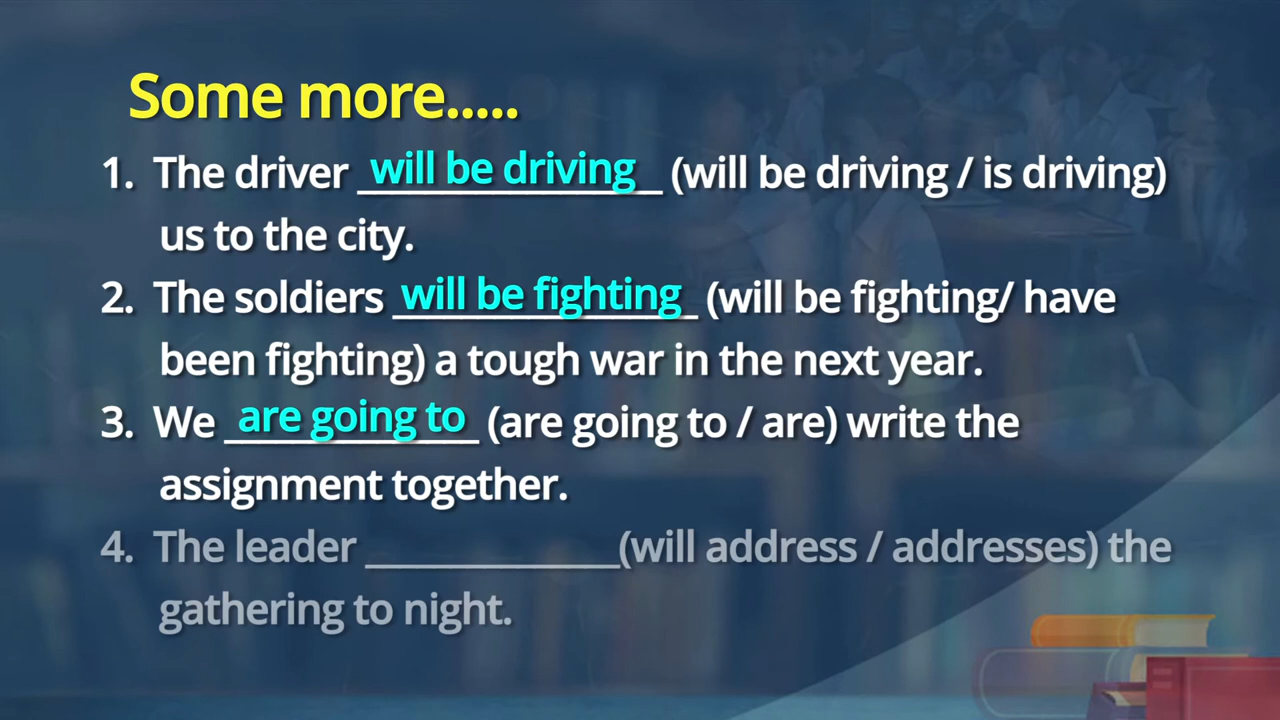 Some more.....
1. The driver will be driving (will be driving / is driving)
us to the city.
2. The soldiers will be fighting (will be fighting/ have
been fighting) a tough war in the next year.
3. We are going to (are going to / are) write the
assignment together.
4. The leader ____________(will address / addresses) the
gathering to night.